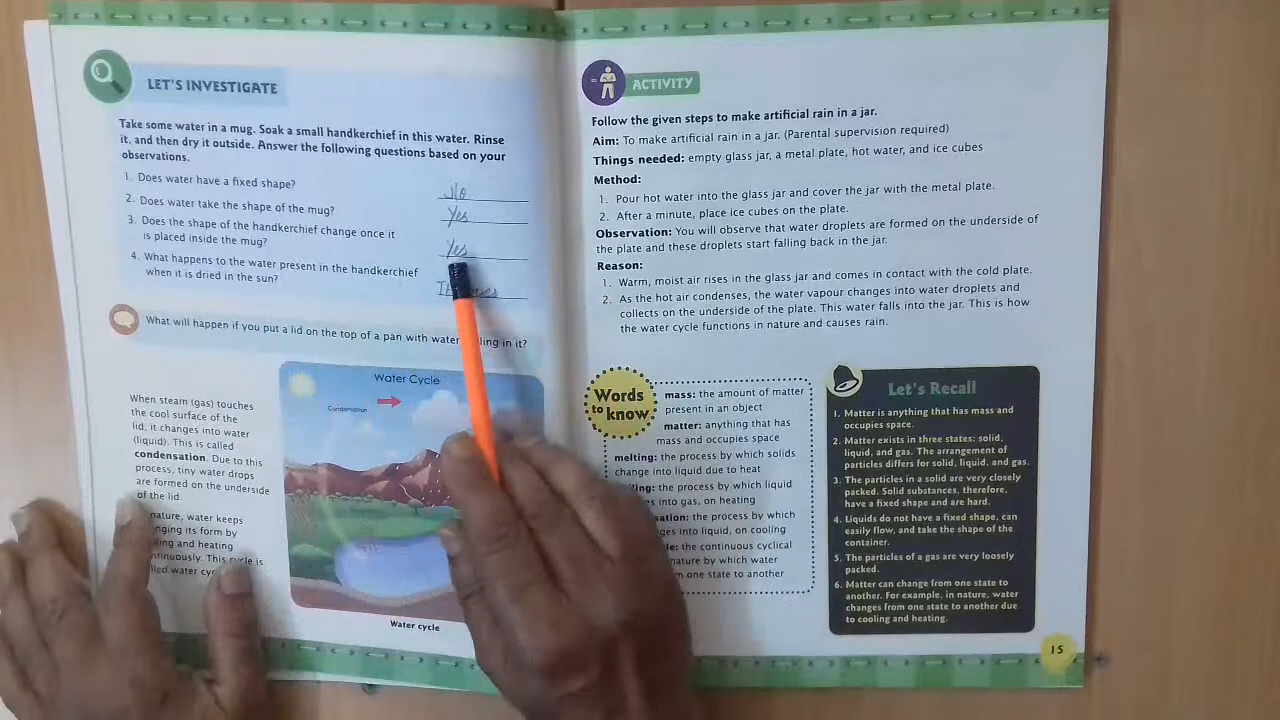 LET'S INVESTIGATE
Take some water in a mug. Soak a small handkerchief in this water. Rinse
it, and then dry it outside. Answer the following questions based on your
observations.
1. Does water have a fixed shape?
No
2. Does water take the shape of the mug?
Yes
3. Does the shape of the handkerchief change once it
is placed inside the mug?
Yes
4. What happens to the water present in the handkerchief
when it is dried in the sun?
What will happen if you put a lid on the top of a pan with water in it?
When steam (gas) touches
the cool surface of the
lid, it changes into water
(liquid). This is called
condensation. Due to this
process, tiny water drops
are formed on the underside
of the lid.
nature, water keeps
its form by
and heating
This cycle is
water
Water Cycle
Condensation
Water cycle
ACTIVITY
Follow the given steps to make artificial rain in a jar.
Aim: To make artificial rain in a jar. (Parental supervision required)
Things needed: empty glass jar, a metal plate, hot water, and ice cubes
Method:
1. Pour hot water into the glass jar and cover the jar with the metal plate.
2. After a minute, place ice cubes on the plate.
Observation: You will observe that water droplets are formed on the underside of
the plate and these droplets start falling back in the jar.
Reason:
1. Warm, moist air rises in the glass jar and comes in contact with the cold plate.
2. As the hot air condenses, the water vapour changes into water droplets and
collects on the underside of the plate. This water falls into the jar. This is how
the water cycle functions in nature and causes rain.
Words
to know
mass: the amount of matter
present in an object
matter: anything that has
mass and occupies space
melting: the process by which solids
change into liquid due to heat
the process by which liquid
into gas, on heating
the process by which
into liquid, on cooling
the continuous cyclical
nature by which water
one state to another
Let's Recall
1. Matter is anything that has mass and
occupies space.
2. Matter exists in three states: solid,
liquid, and gas. The arrangement of
particles differs for solid, liquid, and gas.
3. The particles in a solid are very closely
packed. Solid substances, therefore,
have a fixed shape and are hard.
4. Liquids do not have a fixed shape, can
easily flow, and take the shape of the
container.
5. The particles of a gas are very loosely
packed.
6. Matter can change from one state to
another. For example, in nature, water
changes from one state to another due
to cooling and heating.
15